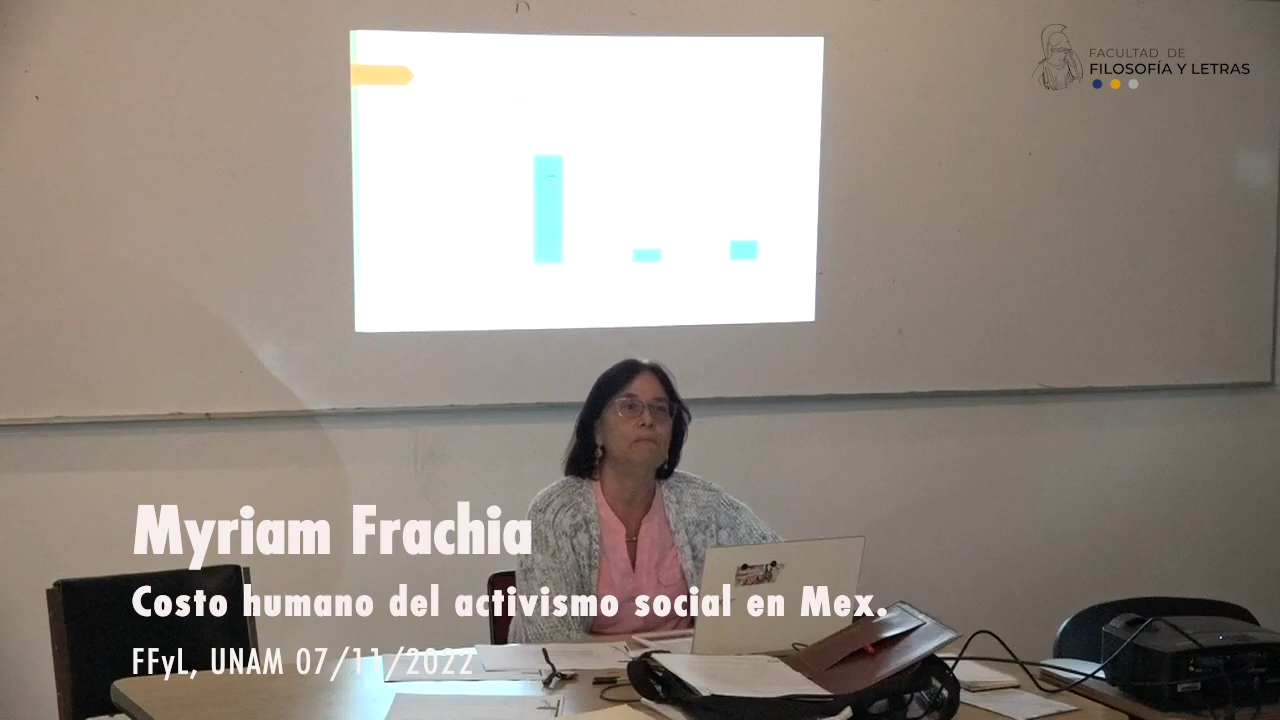 FACULTAD DE
FILOSOFÍA Y LETRAS
Myriam Frachia
Costo humano del activismo social en Mex.
FFyL, UNAM 07/11/2022